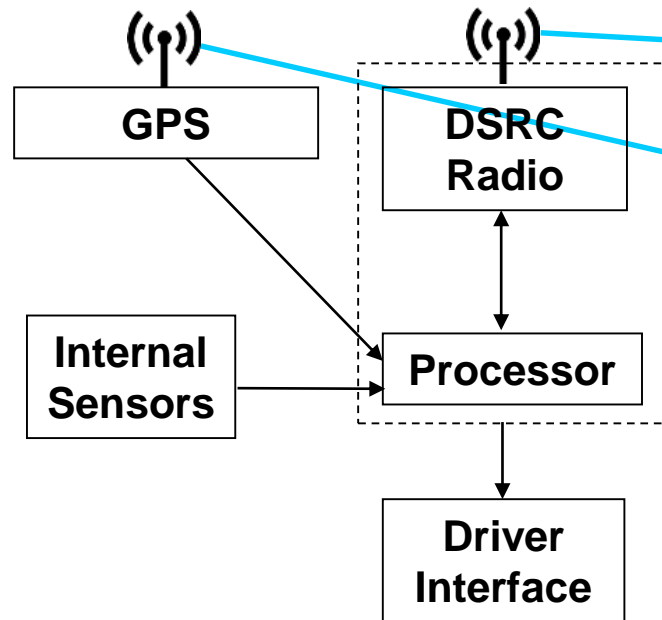 GPS
DSRC
Radio
Internal
Sensors
Processor
Driver
Interface